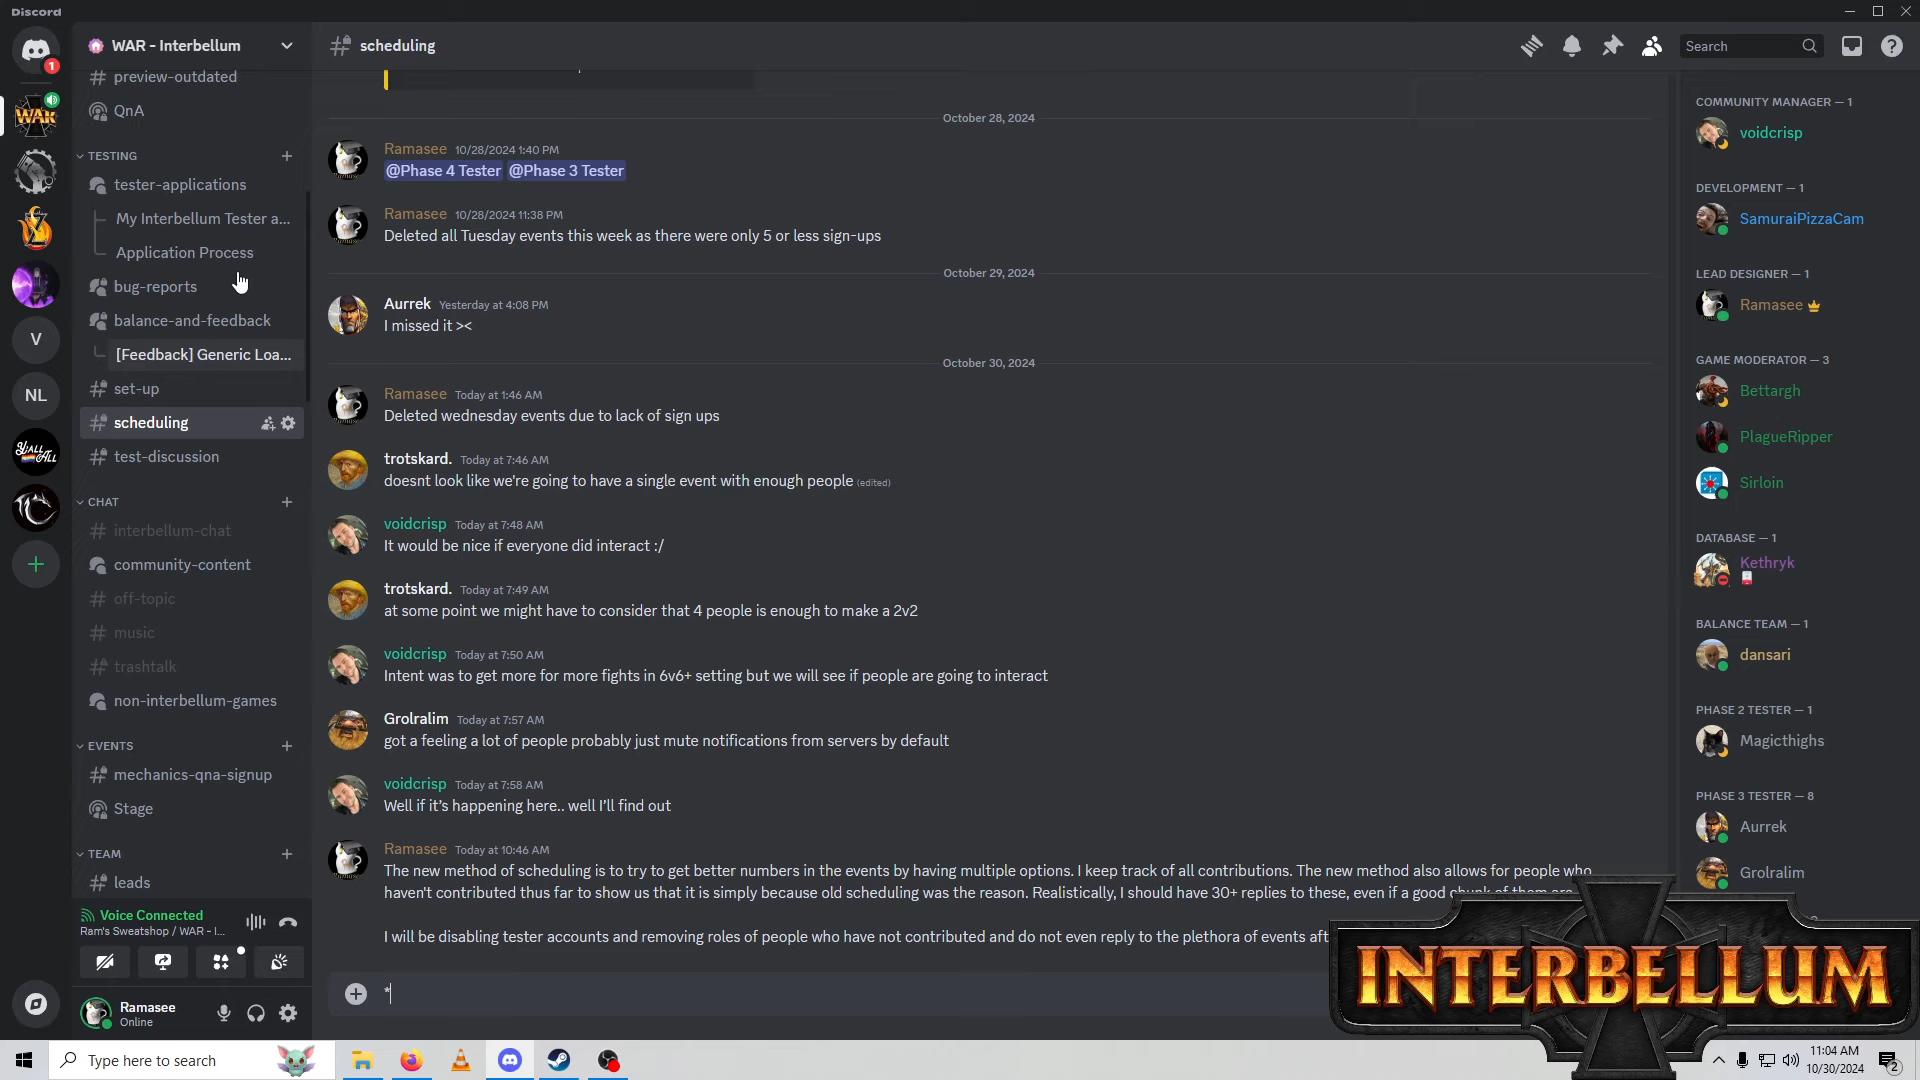 Discord
WAR - Interbellum
scheduling
Search
preview-outdated
QnA
TESTING
tester-applications
My Interbellum Tester a...
Application Process
bug-reports
balance-and-feedback
[Feedback] Generic Loa...
set-up
scheduling
test-discussion
CHAT
interbellum-chat
community-content
off-topic
music
trashtalk
non-interbellum-games
EVENTS
mechanics-qna-signup
Stage
TEAM
leads
Voice Connected
Ram's Sweatshop / WAR - I...
Ramasee
Online
1
WAR
V
NL
Y'ALL ALL
October 28, 2024
Ramasee 10/28/2024 1:40 PM
@Phase 4 Tester @Phase 3 Tester
Ramasee 10/28/2024 11:38 PM
Deleted all Tuesday events this week as there were only 5 or less sign-ups
October 29, 2024
Aurrek Yesterday at 4:08 PM
I missed it ><
October 30, 2024
Ramasee Today at 1:46 AM
Deleted wednesday events due to lack of sign ups
trotskard. Today at 7:46 AM
doesnt look like we're going to have a single event with enough people (edited)
voidcrisp Today at 7:48 AM
It would be nice if everyone did interact :/
trotskard. Today at 7:49 AM
at some point we might have to consider that 4 people is enough to make a 2v2
voidcrisp Today at 7:50 AM
Intent was to get more for more fights in 6v6+ setting but we will see if people are going to interact
Grolralim Today at 7:57 AM
got a feeling a lot of people probably just mute notifications from servers by default
voidcrisp Today at 7:58 AM
Well if it's happening here.. well I'll find out
Ramasee Today at 10:46 AM
The new method of scheduling is to try to get better numbers in the events by having multiple options. I keep track of all contributions. The new method also allows for people who
haven't contributed thus far to show us that it is simply because old scheduling was the reason. Realistically, I should have 30+ replies to these, even if a good chunk of them are
I will be disabling tester accounts and removing roles of people who have not contributed and do not even reply to the plethora of events aft
*
COMMUNITY MANAGER — 1
voidcrisp
DEVELOPMENT — 1
SamuraiPizzaCam
LEAD DESIGNER — 1
Ramasee
GAME MODERATOR — 3
Bettargh
PlagueRipper
Sirloin
DATABASE — 1
Kethryk
BALANCE TEAM — 1
dansari
PHASE 2 TESTER — 1
Magicthighs
PHASE 3 TESTER — 8
Aurrek
Grolralim
INTERBELLUM
Type here to search
11:04 AM
10/30/2024
2